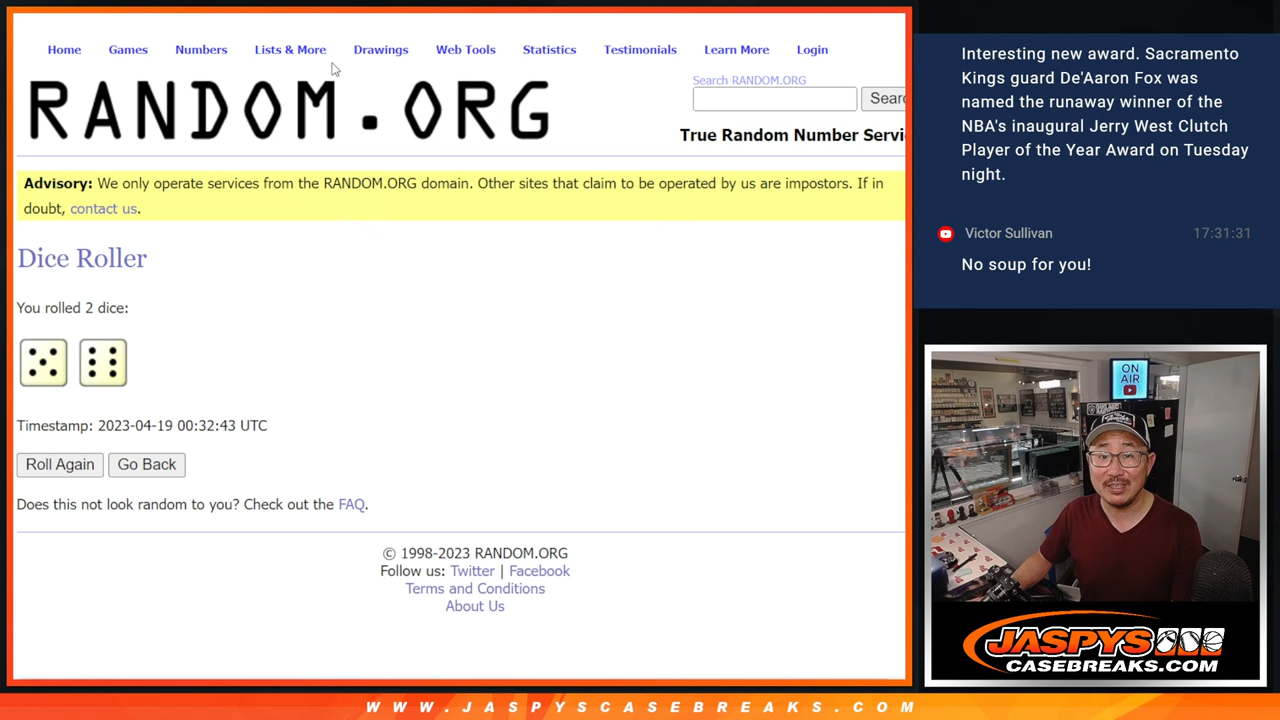 Home Games Numbers Lists & More Drawings Web Tools Statistics Testimonials Learn More Login
RANDOM.ORG
Search RANDOM.ORG
Searc
True Random Number Servi
Advisory: We only operate services from the RANDOM.ORG domain. Other sites that claim to be operated by us are impostors. If in
doubt, contact us.
Dice Roller
You rolled 2 dice:
Timestamp: 2023-04-19 00:32:43 UTC
Roll Again Go Back
Does this not look random to you? Check out the FAQ.
© 1998-2023 RANDOM.ORG
Follow us: Twitter | Facebook
Terms and Conditions
About Us
Interesting new award. Sacramento
Kings guard De'Aaron Fox was
named the runaway winner of the
NBA's inaugural Jerry West Clutch
Player of the Year Award on Tuesday
night.
Victor Sullivan 17:31:31
No soup for you!
ON
AIR
JASPYS
CASEBREAKS.COM
WWW.JASPYSCASEBREAKS.COM